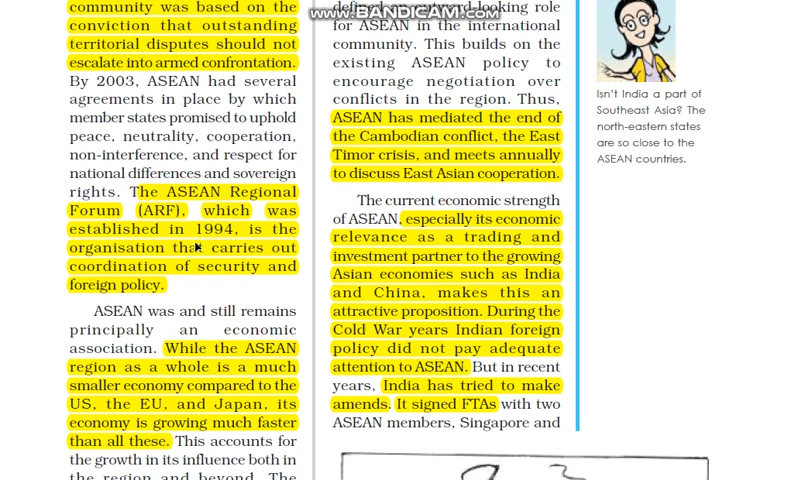 community was based on the
conviction that outstanding
territorial disputes should not
escalate into armed confrontation.
By 2003, ASEAN had several
agreements in place by which
member states promised to uphold
peace, neutrality, cooperation,
non-interference, and respect for
national differences and sovereign
rights. The ASEAN Regional
Forum (ARF), which was
established in 1994, is the
organisation that carries out
coordination of security and
foreign policy.
ASEAN was and still remains
principally an economic
association. While the ASEAN
region as a whole is a much
smaller economy compared to the
US, the EU, and Japan, its
economy is growing much faster
than all these. This accounts for
the growth in its influence both in
the region and beyond. The
www.BANDICAM.com
for ASEAN in the international
community. This builds on the
existing ASEAN policy to
encourage negotiation over
conflicts in the region. Thus,
ASEAN has mediated the end of
the Cambodian conflict, the East
Timor crisis, and meets annually
to discuss East Asian cooperation.
The current economic strength
of ASEAN, especially its economic
relevance as a trading and
investment partner to the growing
Asian economies such as India
and China, makes this an
attractive proposition. During the
Cold War years Indian foreign
policy did not pay adequate
attention to ASEAN. But in recent
years, India has tried to make
amends. It signed FTAs with two
ASEAN members, Singapore and
Isn't India a part of
Southeast Asia? The
north-eastern states
are so close to the
ASEAN countries.